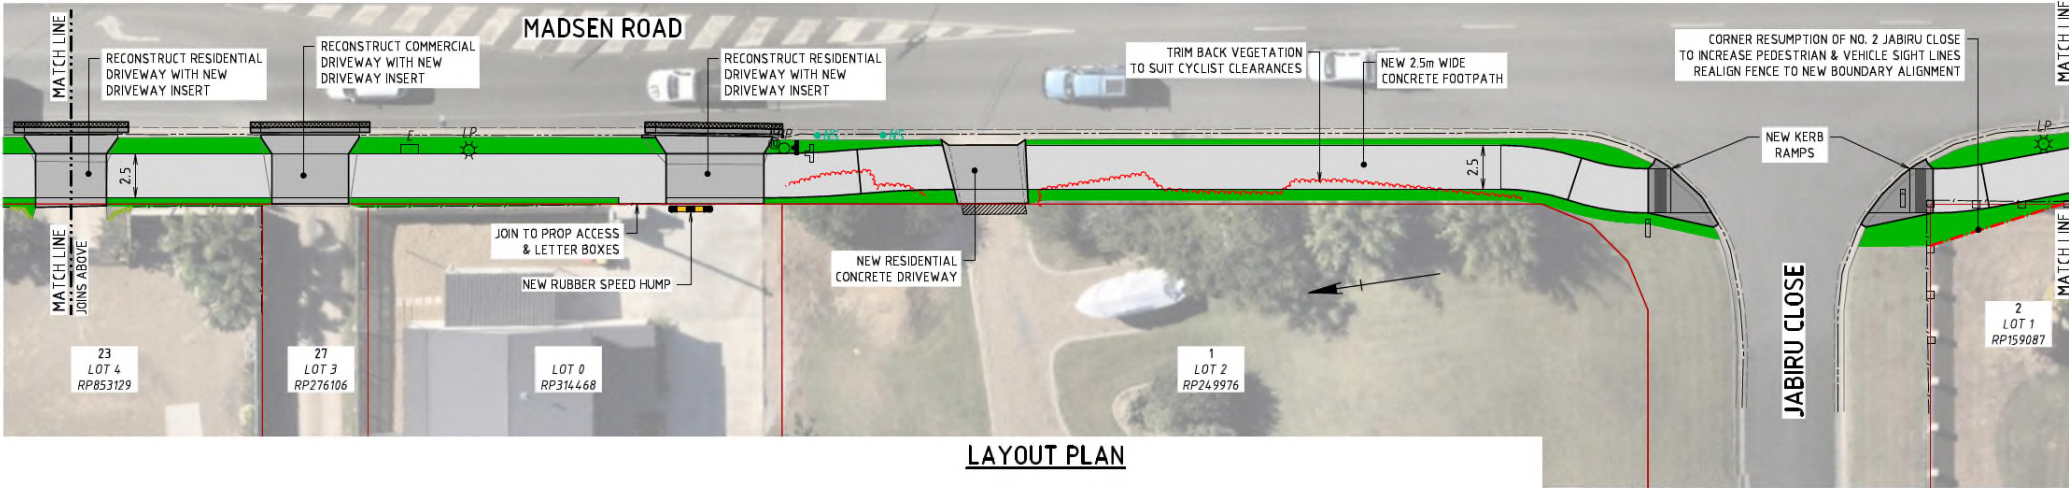 MADSEN ROAD
MATCH LINE
RECONSTRUCT RESIDENTIAL
DRIVEWAY WITH NEW
DRIVEWAY INSERT
RECONSTRUCT COMMERCIAL
DRIVEWAY WITH NEW
DRIVEWAY INSERT
RECONSTRUCT RESIDENTIAL
DRIVEWAY WITH NEW
DRIVEWAY INSERT
TRIM BACK VEGETATION
TO SUIT CYCLIST CLEARANCES
NEW 2.5m WIDE
CONCRETE FOOTPATH
CORNER RESUMPTION OF NO. 2 JABIRU CLOSE
TO INCREASE PEDESTRIAN & VEHICLE SIGHT LINES
REALIGN FENCE TO NEW BOUNDARY ALIGNMENT
MATCH LINE
E
LP
NS
NS
NEW KERB
RAMPS
LP
2.5
2.5
MATCH LINE
JOINS ABOVE
JOIN TO PROP ACCESS
& LETTER BOXES
NEW RUBBER SPEED HUMP
NEW RESIDENTIAL
CONCRETE DRIVEWAY
JABIRU CLOSE
MATCH LINE
23
LOT 4
RP853129
27
LOT 3
RP276106
LOT 0
RP314468
1
LOT 2
RP249976
2
LOT 1
RP159087
LAYOUT PLAN